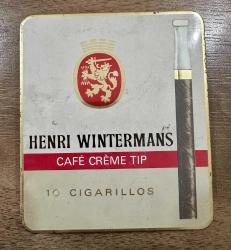 HENRI WINTERMANS
CAFÉ CRÈME TIP
10 CIGARILLOS